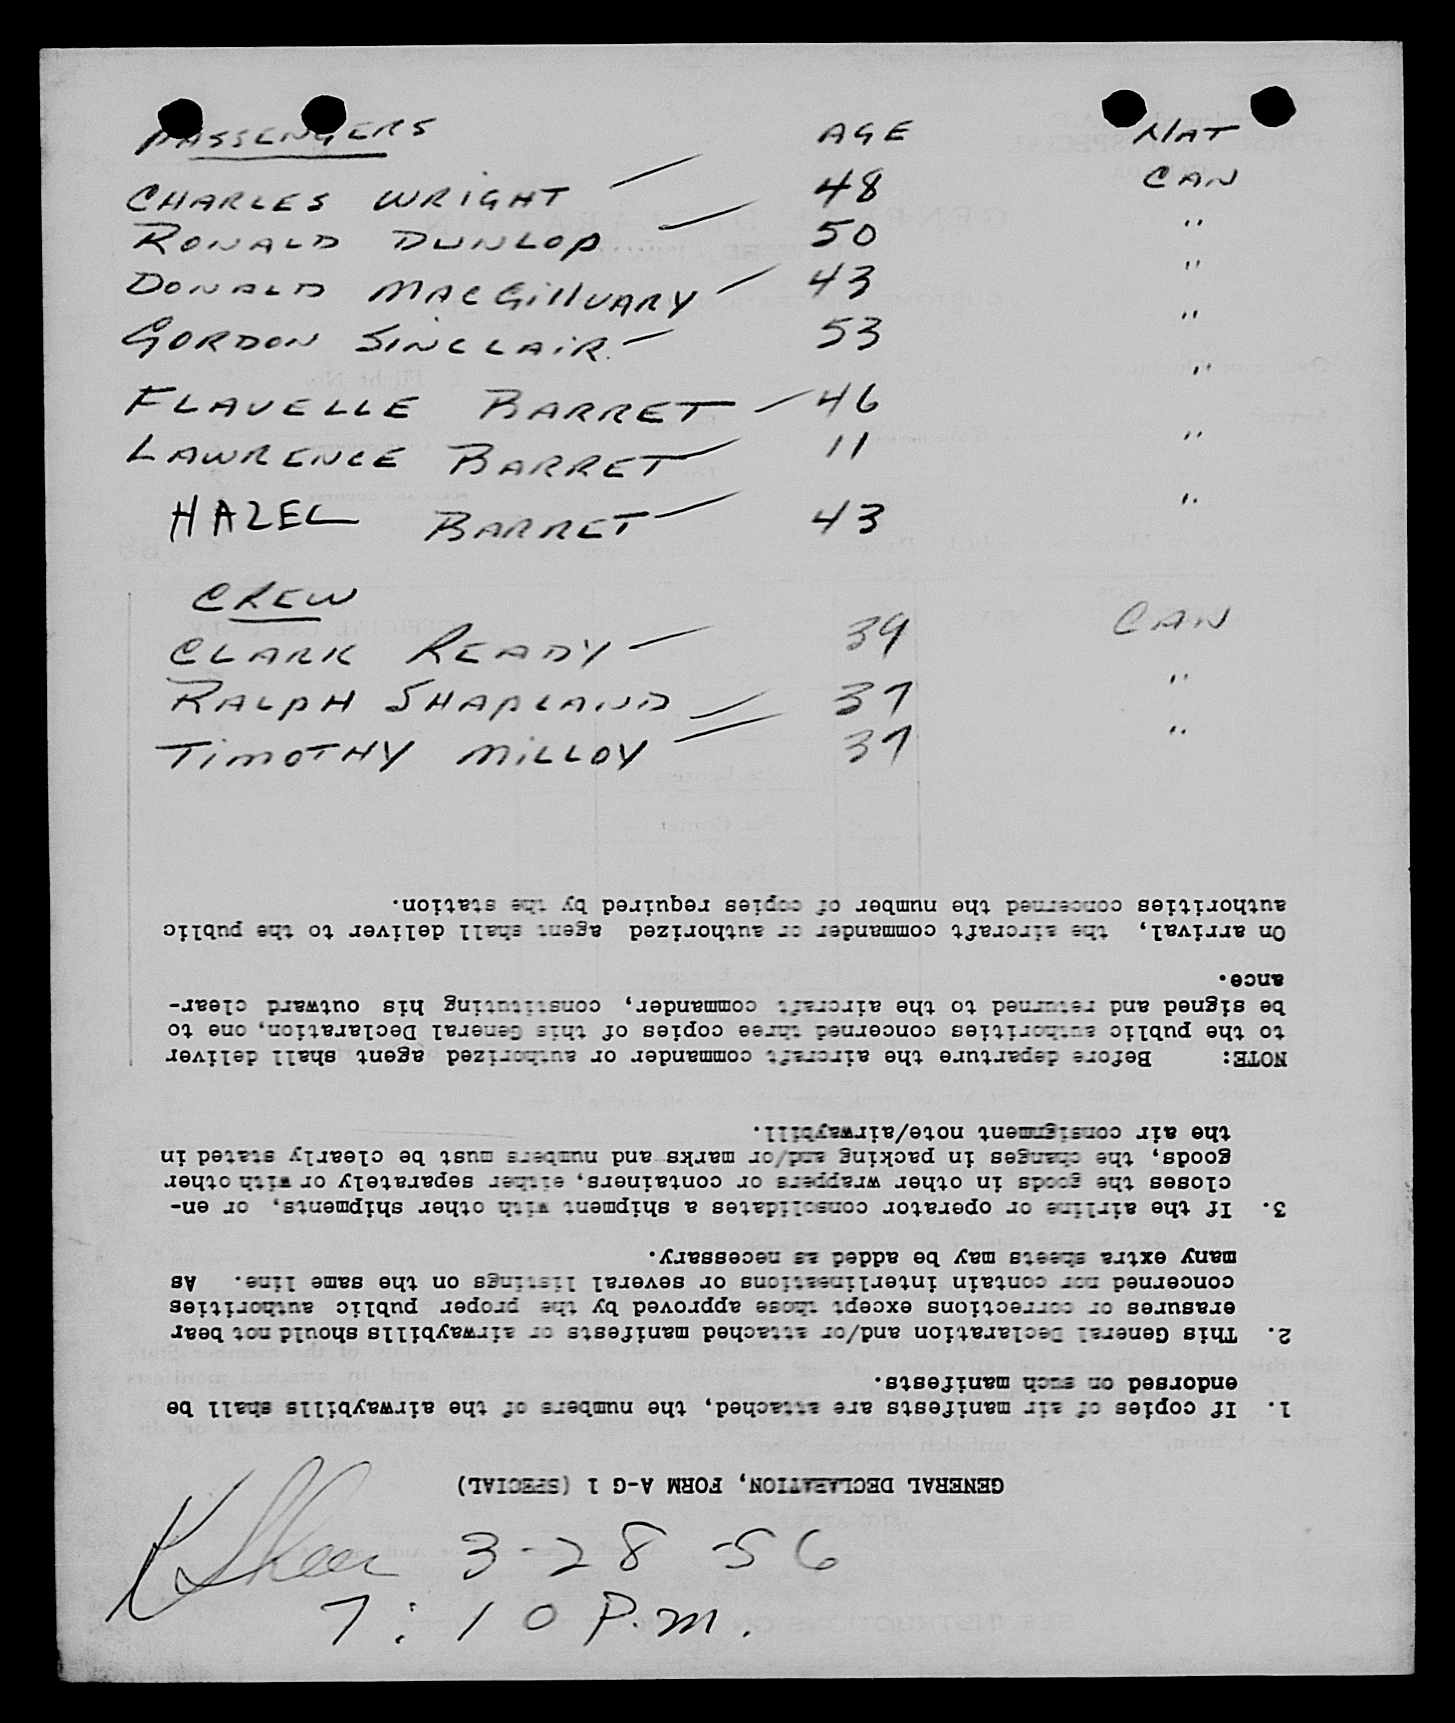 PASSENGERS AGE NAT
CHARLES WRIGHT 48 CAN
RONALD DUNLOP 50 "
DONALD MACGillVARY 43 "
GORDON SINCLAIR. 53 "
FLAVELLE BARRET 46 "
LAWRENCE BARRET 11 "
HAZEL BARRET 43 "
CREW
CLARK READY 39 CAN
RALPH SHAPLAND 37 "
TIMOTHY MILLOY 37 "
3-28-56
7:10 P.m.
GENERAL DECLARATION, FORM A-G 1 (SPECIAL)
1. If copies of air manifests are attached, the numbers of the airwaybills shall be
endorsed on such manifests.
2. This General Declaration and/or attached manifests or airwaybills should not bear
erasures or corrections except those approved by the proper public authorities
concerned nor contain interlineations or several listings on the same line. As
many extra sheets may be added as necessary.
3. If the airline or operator consolidates a shipment with other shipments, or en-
closes the goods in other wrappers or containers, either separately or with other
goods, the changes in packing and/or marks and numbers must be clearly stated in
the air consignment note/airwaybill.
NOTE: Before departure the aircraft commander or authorized agent shall deliver
to the public authorities concerned three copies of this General Declaration, one to
be signed and returned to the aircraft commander, constituting his outward clear-
ance.
On arrival, the aircraft commander or authorized agent shall deliver to the public
authorities concerned the number of copies required by the station.